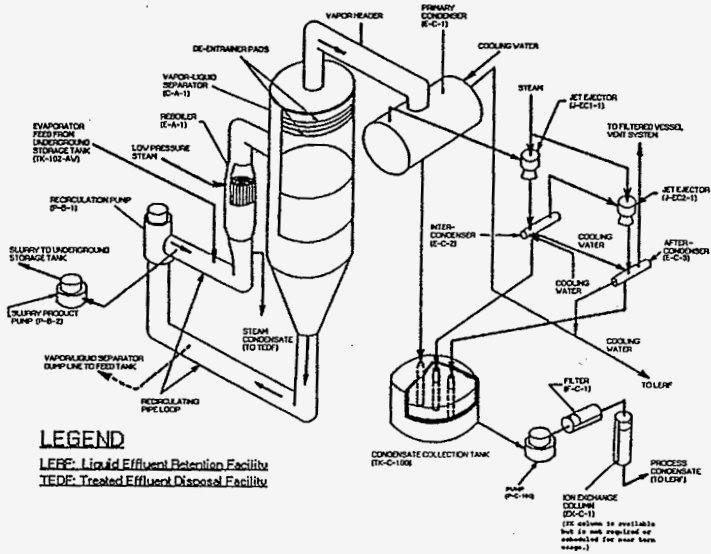 VAPOR HEADER
PRIMARY
CONDENSER
(E-C-1)
COOLING WATER
DE-ENTRAINER PADS
VAPOR-LIQUID
SEPARATOR
(C-A-1)
REBOILER
(E-A-1)
STEAM
JET EJECTOR
(J-EC1-1)
TO FILTERED VESSEL
VENT SYSTEM
EVAPORATOR
FEED FROM
UNDERGROUND
STORAGE TANK
(TK-102-AW)
LOW PRESSURE
STEAM
RECIRCULATION PUMP
(P-B-1)
JET EJECTOR
(J-EC2-1)
INTER-
CONDENSER
(E-C-2)
COOLING
WATER
AFTER-
CONDENSER
(E-C-3)
SLURRY TO UNDERGROUND
STORAGE TANK
COOLING
WATER
SLURRY PRODUCT
PUMP (P-B-2)
STEAM
CONDENSATE
(TO TEDF)
COOLING
WATER
VAPOR/LIQUID SEPARATOR
DUMP LINE TO FEED TANK
TO LERF
RECIRCULATING
PIPE LOOP
FILTER
(F-C-1)
LEGEND
LERF: Liquid Effluent Retention Facility
TEDF: Treated Effluent Disposal Facility
CONDENSATE COLLECTION TANK
(TK-C-100)
PROCESS
CONDENSATE
(TO LERF)
PUMP
(P-C-100)
ION EXCHANGE
COLUMN
(IX-C-1)
(IX column is available
but is not required or
scheduled for near term
usage.)